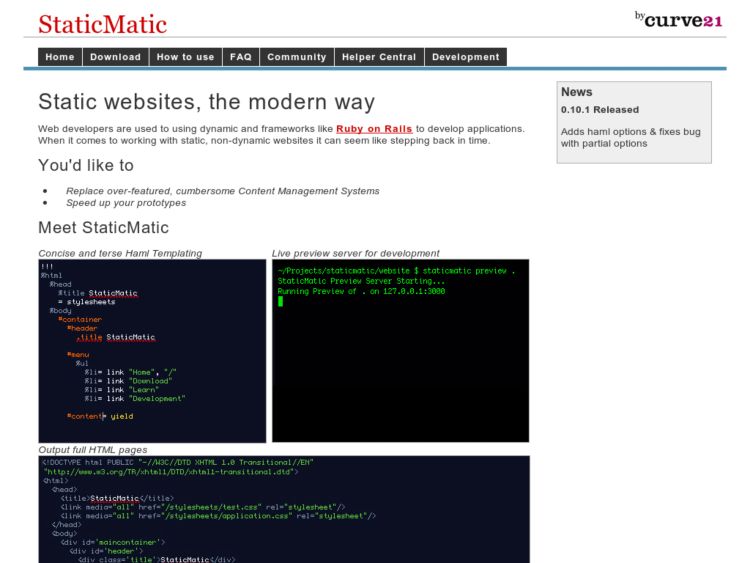 StaticMatic
by curve21
Home Download How to use FAQ Community Helper Central Development
Static websites, the modern way
Web developers are used to using dynamic and frameworks like Ruby on Rails to develop applications.
When it comes to working with static, non-dynamic websites it can seem like stepping back in time.
You'd like to
• Replace over-featured, cumbersome Content Management Systems
• Speed up your prototypes
Meet StaticMatic
Concise and terse Haml Templating
!!!
%html
%head
%title StaticMatic
= stylesheets
%body
#container
#header
.title StaticMatic
#menu
%ul
%li= link "Home", "/"
%li= link "Download"
%li= link "Learn"
%li= link "Development"
#content= yield
Live preview server for development
~/Projects/staticmatic/website $ staticmatic preview .
StaticMatic Preview Server Starting...
Running Preview of . on 127.0.0.1:3000
Output full HTML pages
<!DOCTYPE html PUBLIC "-//W3C//DTD XHTML 1.0 Transitional//EN"
"http://www.w3.org/TR/xhtml1/DTD/xhtml1-transitional.dtd">
<html>
<head>
<title>StaticMatic</title>
<link media="all" href="/stylesheets/test.css" rel="stylesheet"/>
<link media="all" href="/stylesheets/application.css" rel="stylesheet"/>
</head>
<body>
<div id='maincontainer'>
<div id='header'>
<div class='title'>StaticMatic</div>
News
0.10.1 Released
Adds haml options & fixes bug
with partial options